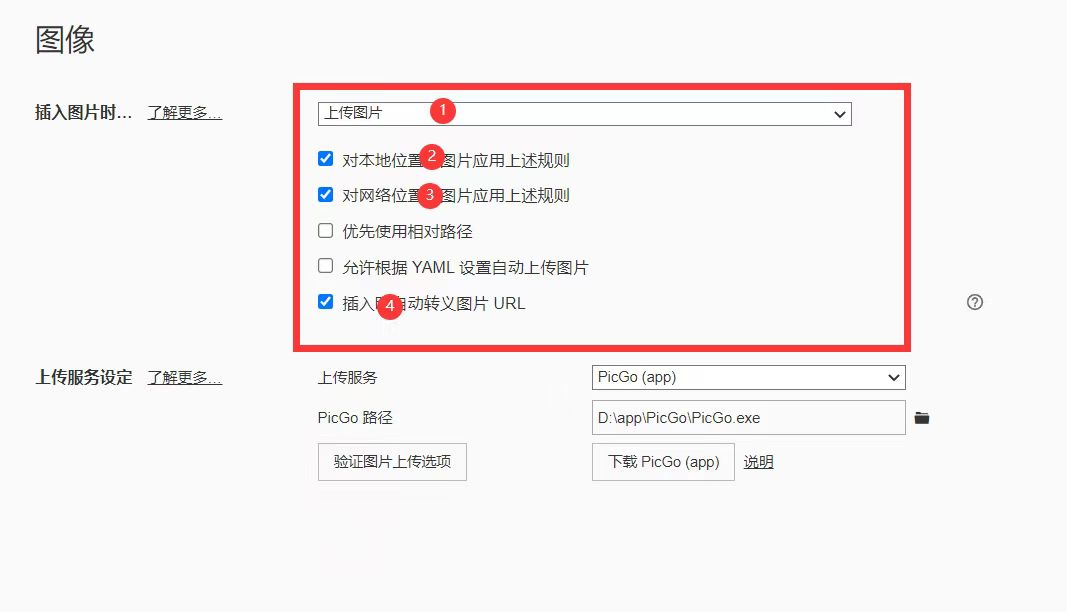 图像
插入图片时... 了解更多...
上传图片 1
对本地位置 2 图片应用上述规则
对网络位置 3 图片应用上述规则
优先使用相对路径
允许根据 YAML 设置自动上传图片
插入 4 自动转义图片 URL
上传服务设定 了解更多...
上传服务 PicGo (app)
PicGo 路径 D:\app\PicGo\PicGo.exe
验证图片上传选项 下载 PicGo (app) 说明